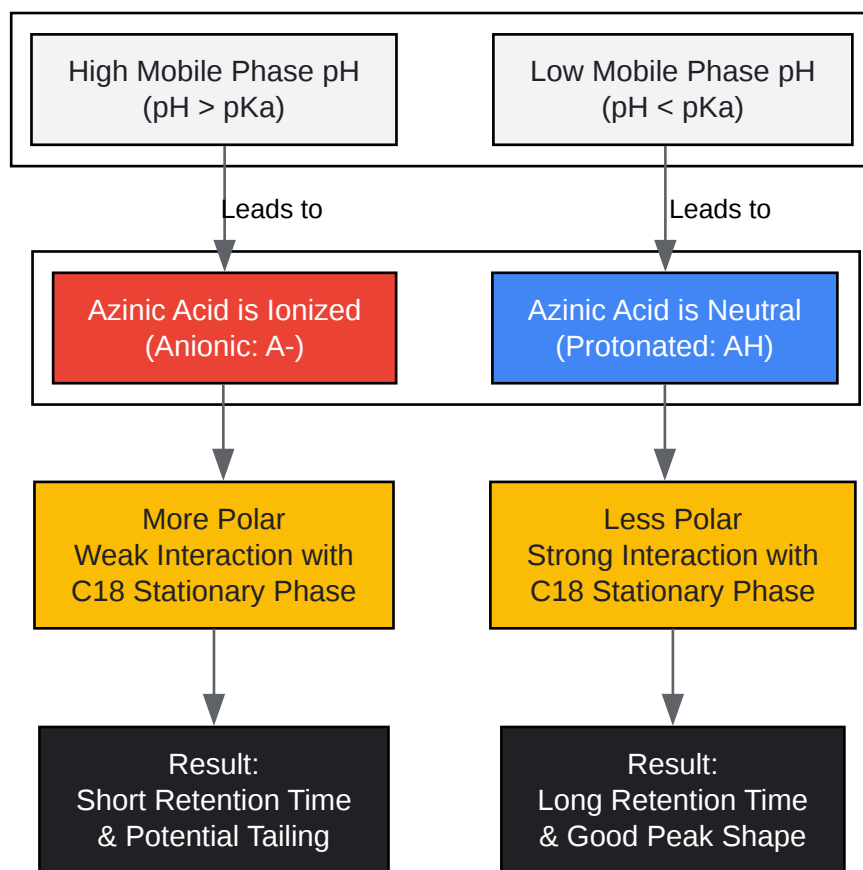 High Mobile Phase pH
(pH > pKa)
Low Mobile Phase pH
(pH < pKa)
Leads to
Leads to
Azinic Acid is Ionized
(Anionic: A-)
Azinic Acid is Neutral
(Protonated: AH)
More Polar
Weak Interaction with
C18 Stationary Phase
Less Polar
Strong Interaction with
C18 Stationary Phase
Result:
Short Retention Time
& Potential Tailing
Result:
Long Retention Time
& Good Peak Shape